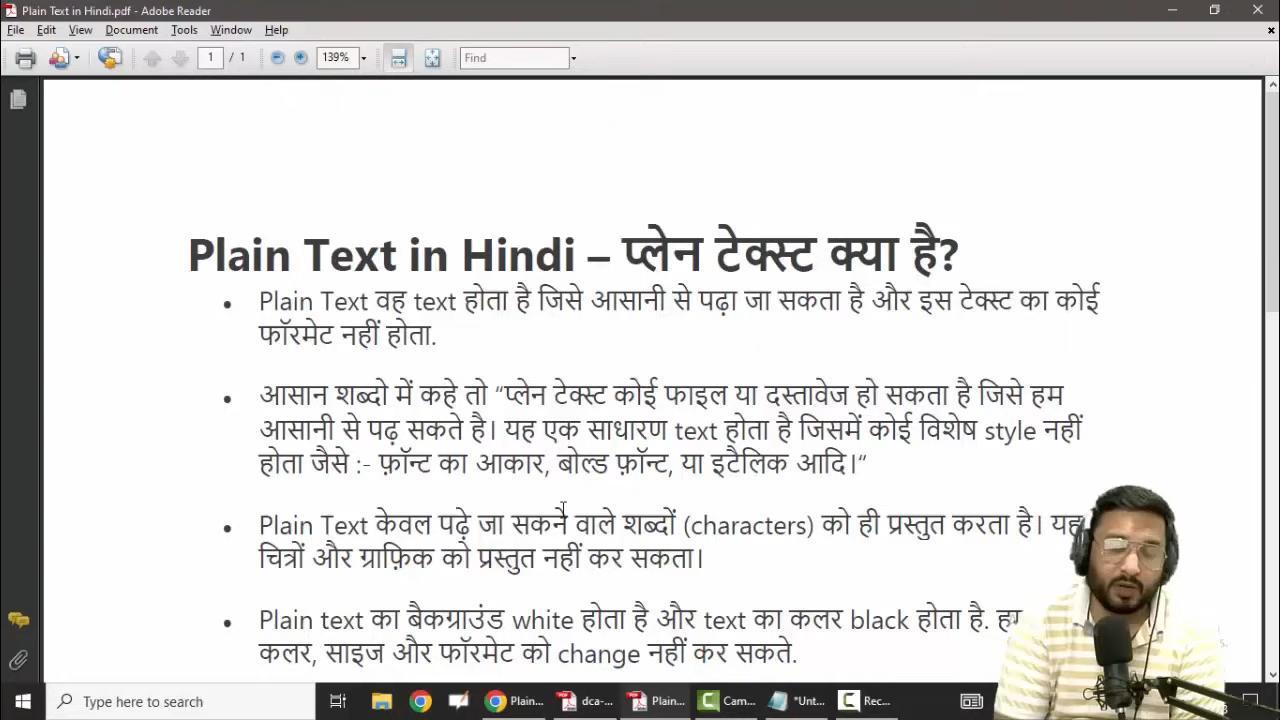 Plain Text in Hindi.pdf - Adobe Reader
File Edit View Document Tools Window Help
1 / 1 139% Find
Plain Text in Hindi – प्लेन टेक्स्ट क्या है?
• Plain Text वह text होता है जिसे आसानी से पढ़ा जा सकता है और इस टेक्स्ट का कोई
फॉरमेट नहीं होता.
• आसान शब्दो में कहे तो “प्लेन टेक्स्ट कोई फाइल या दस्तावेज हो सकता है जिसे हम
आसानी से पढ़ सकते है। यह एक साधारण text होता है जिसमें कोई विशेष style नहीं
होता जैसे :- फ़ॉन्ट का आकार, बोल्ड फ़ॉन्ट, या इटैलिक आदि।“
• Plain Text केवल पढ़े जा सकने वाले शब्दों (characters) को ही प्रस्तुत करता है। यह
चित्रों और ग्राफ़िक को प्रस्तुत नहीं कर सकता।
• Plain text का बैकग्राउंड white होता है और text का कलर black होता है.
कलर, साइज और फॉरमेट को change नहीं कर सकते.
Type here to search Plain... dca-... Plain... Cam... *Unt... Rec...